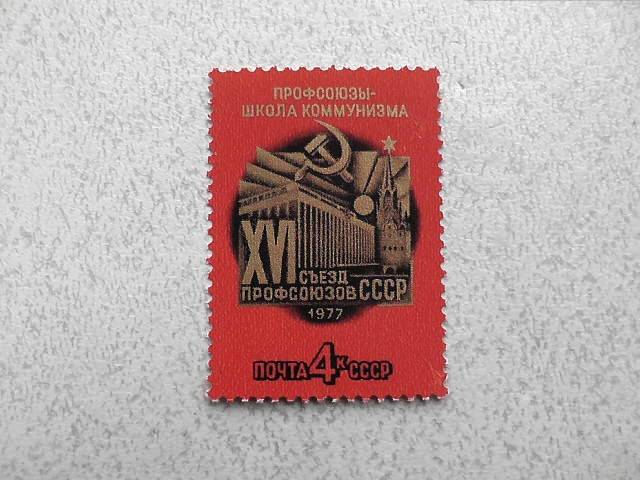 ПРОФСОЮЗЫ-
ШКОЛА КОММУНИЗМА
XVI СЪЕЗД
ПРОФСОЮЗОВ СССР
1977
ПОЧТА 4К СССР